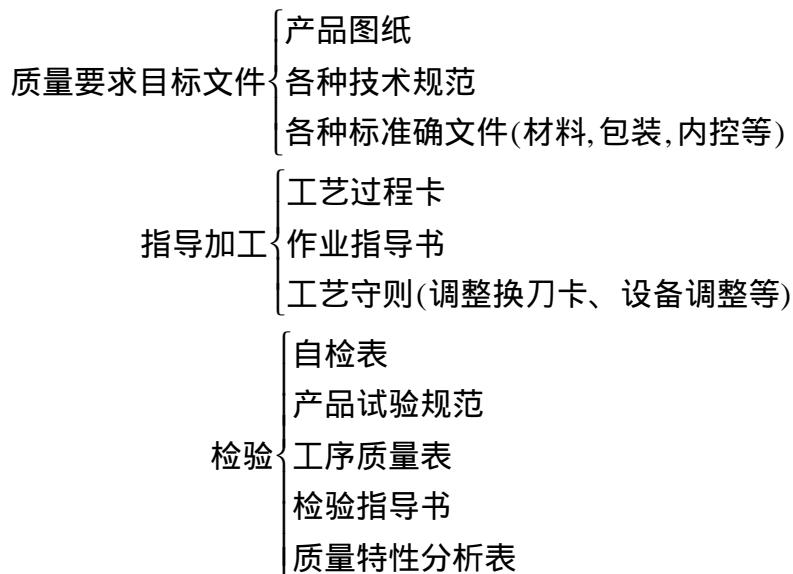 产品图纸
质量要求目标文件 各种技术规范
各种标准确文件(材料,包装,内控等)
工艺过程卡
指导加工 作业指导书
工艺守则(调整换刀卡、设备调整等)
自检表
产品试验规范
检验 工序质量表
检验指导书
质量特性分析表